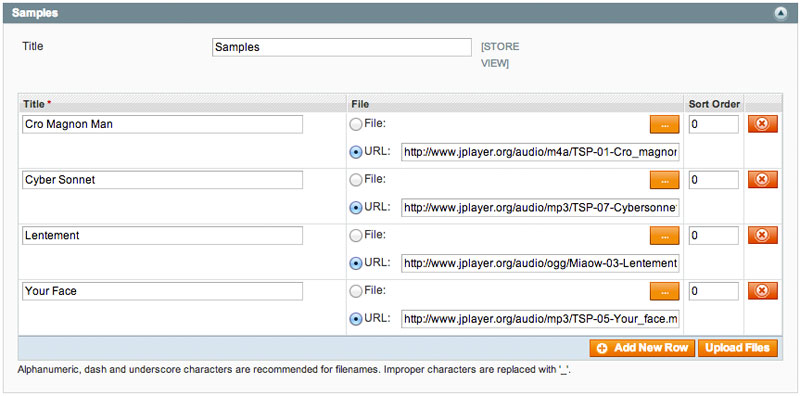 Samples
Title Samples [STORE
VIEW]
Title * File Sort Order
Cro Magnon Man File: ... 0
URL: http://www.jplayer.org/audio/m4a/TSP-01-Cro_magnon
Cyber Sonnet File: ... 0
URL: http://www.jplayer.org/audio/mp3/TSP-07-Cybersonne
Lentement File: ... 0
URL: http://www.jplayer.org/audio/ogg/Miaow-03-Lentement
Your Face File: ... 0
URL: http://www.jplayer.org/audio/mp3/TSP-05-Your_face.m
Add New Row Upload Files
Alphanumeric, dash and underscore characters are recommended for filenames. Improper characters are replaced with '_'.